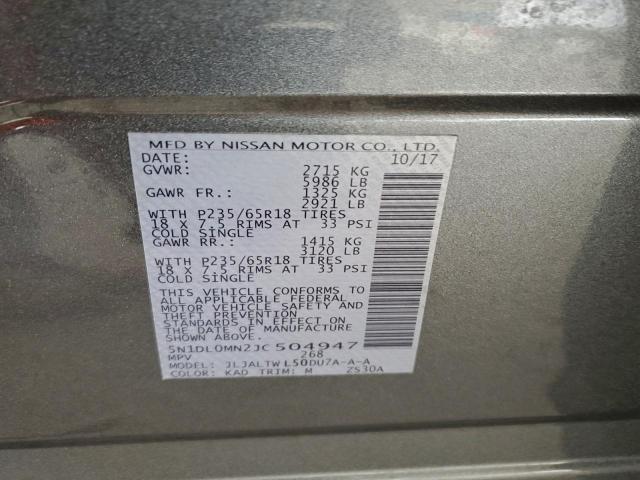 MFD BY NISSAN MOTOR CO., LTD.
DATE: 10/17
GVWR: 2715 KG
5986 LB
GAWR FR.: 1325 KG
2921 LB
WITH P235/65R18 TIRES
18 X 7.5 RIMS AT 33 PSI
COLD SINGLE
GAWR RR.: 1415 KG
3120 LB
WITH P235/65R18 TIRES
18 X 7.5 RIMS AT 33 PSI
COLD SINGLE
THIS VEHICLE CONFORMS TO
ALL APPLICABLE FEDERAL
MOTOR VEHICLE SAFETY AND
THEFT PREVENTION
STANDARDS IN EFFECT ON THE
DATE OF MANUFACTURE
SHOWN ABOVE.
5N1DL0MN2JC504947
MPV 268
MODEL: JLJALTWL50DU7A-A-A
COLOR: KAD TRIM: M ZS30A